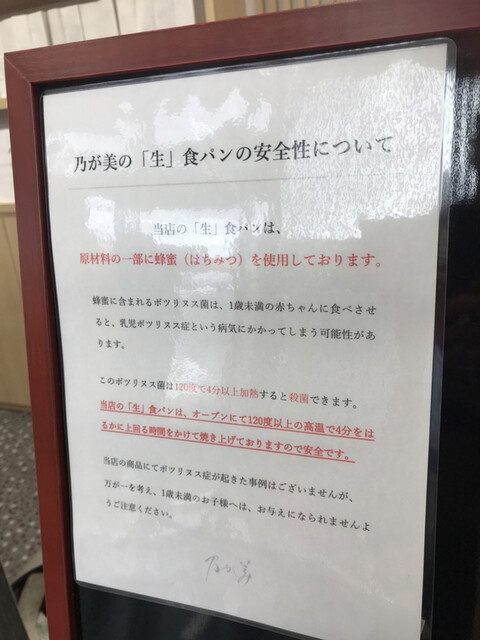 乃が美の「生」食パンの安全性について
当店の「生」食パンは、
原材料の一部に蜂蜜（はちみつ）を使用しております。
蜂蜜に含まれるボツリヌス菌は、1歳未満の赤ちゃんに食べさせ
ると、乳児ボツリヌス症という病気にかかってしまう可能性があ
ります。
このボツリヌス菌は120度で4分以上加熱すると殺菌できます。
当店の「生」食パンは、オーブンにて120度以上の高温で4分をは
るかに上回る時間をかけて焼き上げておりますので安全です。
当店の商品にてボツリヌス症が起きた事例はございませんが、
万が一を考え、1歳未満のお子様へは、お与えになられませんよ
うご注意ください。
乃が美